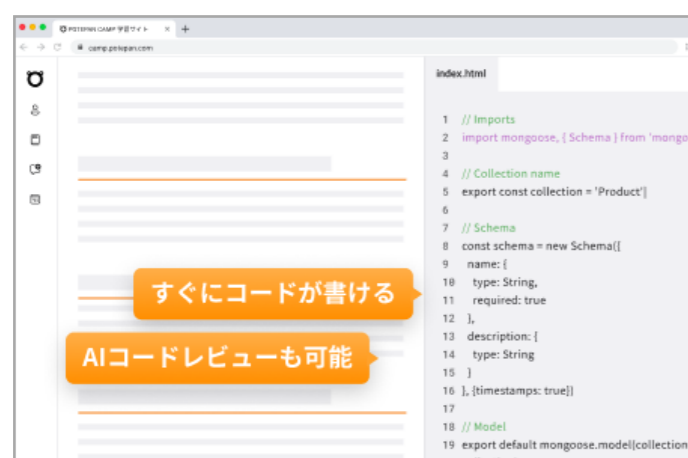 POTEPAN CAMP 学習サイト
camp.potepan.com
index.html
1 // Imports
2 import mongoose, { Schema } from 'mongo
3
4 // Collection name
5 export const collection = 'Product'|
6
7 // Schema
8 const schema = new Schema({
9 name: {
10 type: String,
11 required: true
12 },
13 description: {
14 type: String
15 }
16 }, {timestamps: true})
17
18 // Model
19 export default mongoose.model(collection
すぐにコードが書ける
AIコードレビューも可能